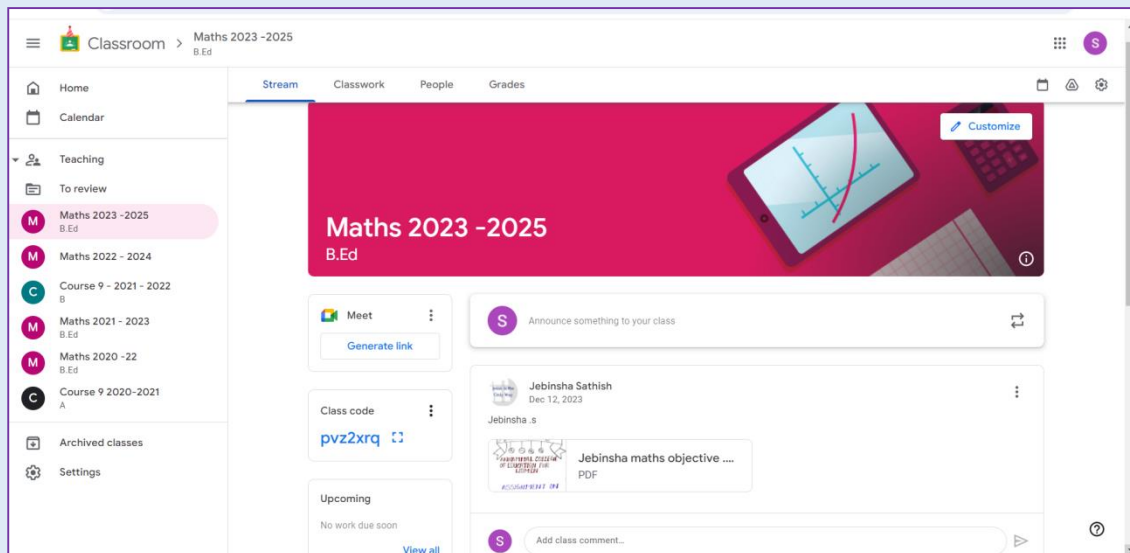 Classroom > Maths 2023 -2025
B.Ed
S
Home
Calendar
Teaching
To review
M Maths 2023 -2025
B.Ed
M Maths 2022 - 2024
C Course 9 - 2021 - 2022
B
M Maths 2021 - 2023
B.Ed
M Maths 2020 -22
B.Ed
C Course 9 2020-2021
A
Archived classes
Settings
Stream Classwork People Grades
Customize
Maths 2023 -2025
B.Ed
Meet
Generate link
Class code
pvz2xrq
Upcoming
No work due soon
View all
S Announce something to your class
Jebinsha Sathish
Dec 12, 2023
Jebinsha .s
Jebinsha maths objective ....
PDF
S Add class comment...